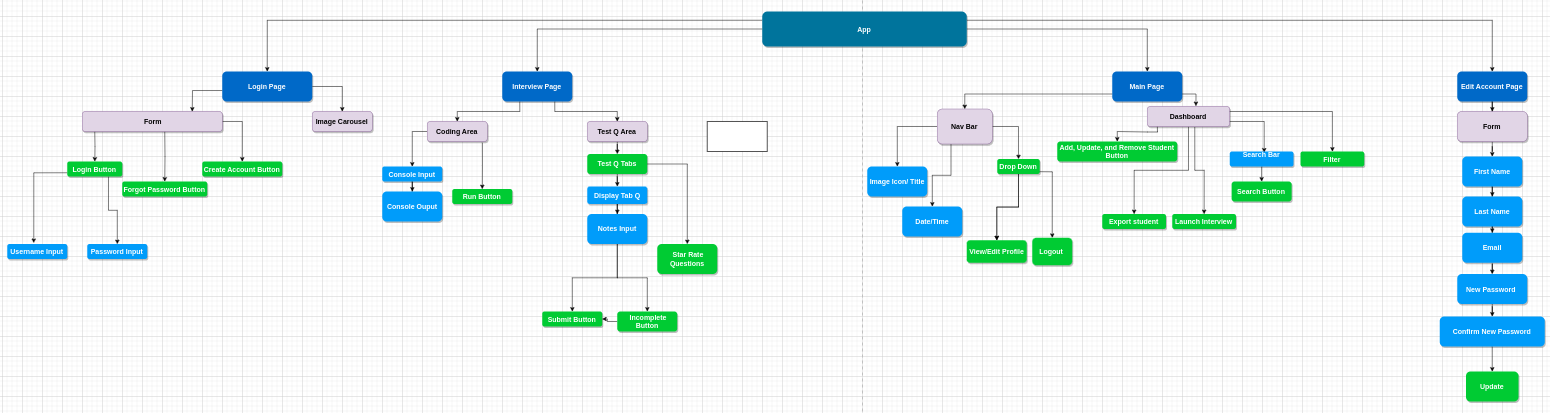 App
Login Page
Interview Page
Main Page
Edit Account Page
Form
Image Carousel
Coding Area
Test Q Area
Nav Bar
Dashboard
Form
Login Button
Forgot Password Button
Create Account Button
Username Input
Password Input
Console Input
Console Ouput
Run Button
Test Q Tabs
Display Tab Q
Notes Input
Star Rate
Questions
Submit Button
Incomplete
Button
Image Icon/ Title
Date/Time
Drop Down
View/Edit Profile
Logout
Add, Update, and Remove Student
Button
Export student
Launch Interview
Search Bar
Search Button
Filter
First Name
Last Name
Email
New Password
Confirm New Password
Update